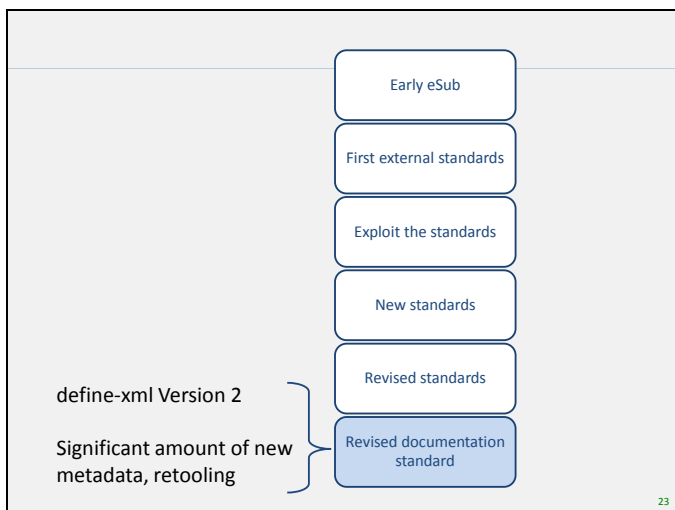 Early eSub
First external standards
Exploit the standards
New standards
Revised standards
define-xml Version 2
Significant amount of new
metadata, retooling
Revised documentation
standard
23